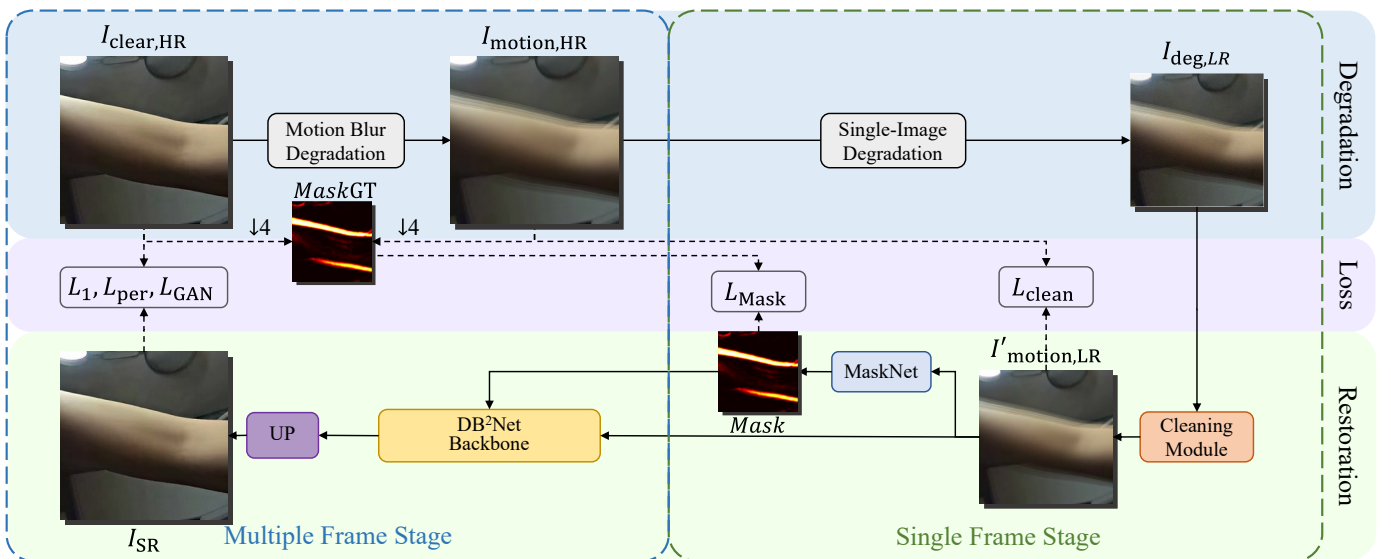 I_clear,HR
I_motion,HR
I_deg,LR
Degradation
Motion Blur
Degradation
Single-Image
Degradation
MaskGT
↓4
↓4
Loss
L_1, L_per, L_GAN
L_Mask
L_clean
I′_motion,LR
Restoration
MaskNet
Mask
UP
DB²Net
Backbone
Cleaning
Module
I_SR
Multiple Frame Stage
Single Frame Stage